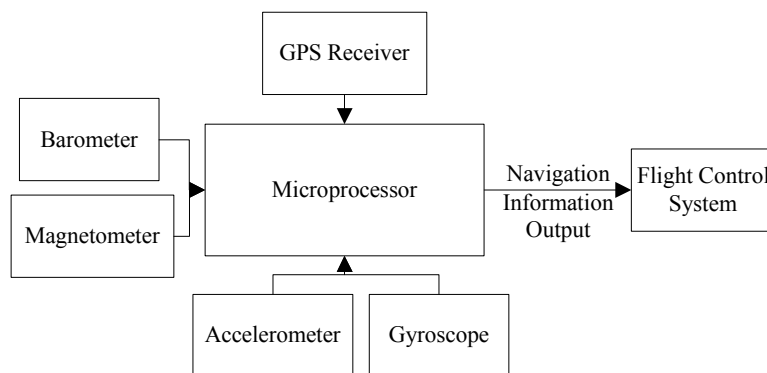 GPS Receiver
Barometer
Magnetometer
Microprocessor
Navigation
Information
Output
Flight Control
System
Accelerometer
Gyroscope